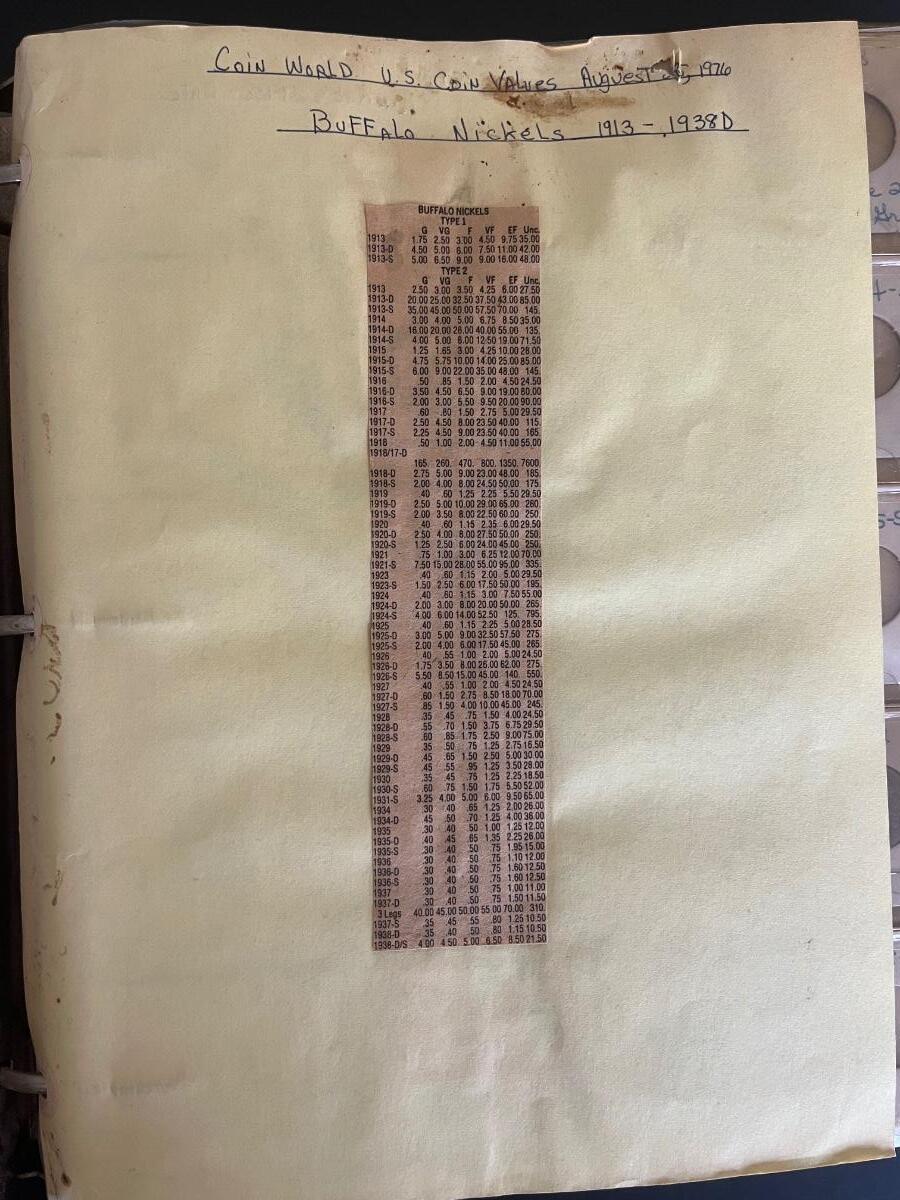 COIN WORLD U.S. COIN VALUES AUGUEST 25, 1976
BUFFALO NICKELS 1913 - 1938D
BUFFALO NICKELS
TYPE 1
G VG F VF EF Unc.
1913 1.75 2.50 3.00 4.50 9.75 35.00
1913-D 4.50 5.00 6.00 7.50 11.00 42.00
1913-S 5.00 6.50 9.00 9.00 16.00 48.00
TYPE 2
G VG F VF EF Unc.
1913 2.50 3.00 3.50 4.25 6.00 27.50
1913-D 20.00 25.00 32.50 37.50 43.00 85.00
1913-S 35.00 45.00 50.00 57.50 70.00 145.
1914 3.00 4.00 5.00 6.75 8.50 35.00
1914-D 16.00 20.00 28.00 40.00 55.00 135.
1914-S 4.00 5.00 6.00 12.50 19.00 71.50
1915 1.25 1.65 3.00 4.25 10.00 28.00
1915-D 4.75 5.75 10.00 14.00 25.00 85.00
1915-S 6.00 9.00 22.00 35.00 48.00 145.
1916 .50 .85 1.50 2.00 4.50 24.50
1916-D 3.50 4.50 6.50 9.00 19.00 80.00
1916-S 2.00 3.00 5.50 9.50 20.00 90.00
1917 .60 .80 1.50 2.75 5.00 29.50
1917-D 2.50 4.50 8.00 23.50 40.00 115.
1917-S 2.25 4.50 9.00 23.50 40.00 165.
1918 .50 1.00 2.00 4.50 11.00 55.00
1918/17-D
165. 260. 470. 800. 1350. 7600.
1918-D 2.75 5.00 9.00 23.00 48.00 185.
1918-S 2.00 4.00 8.00 24.50 50.00 175.
1919 .40 .60 1.25 2.25 5.50 29.50
1919-D 2.50 5.00 10.00 29.00 65.00 260.
1919-S 2.00 3.50 8.00 22.50 60.00 250.
1920 .40 .60 1.15 2.35 6.00 29.50
1920-D 2.50 4.00 8.00 27.50 50.00 250.
1920-S 1.25 2.50 6.00 24.00 45.00 250.
1921 .75 1.00 3.00 6.25 12.00 70.00
1921-S 7.50 15.00 28.00 55.00 95.00 335.
1923 .40 .60 1.15 2.00 5.00 29.50
1923-S 1.50 2.50 6.00 17.50 50.00 195.
1924 .40 .60 1.15 3.00 7.50 55.00
1924-D 2.00 3.00 8.00 20.00 50.00 265.
1924-S 4.00 6.00 14.00 52.50 125. 795.
1925 .40 .60 1.15 2.25 5.00 28.50
1925-D 3.00 5.00 9.00 32.50 57.50 275.
1925-S 2.00 4.00 6.00 17.50 45.00 265.
1926 .40 .55 1.00 2.00 5.00 24.50
1926-D 1.75 3.50 8.00 26.00 62.00 275.
1926-S 5.50 8.50 15.00 45.00 140. 550.
1927 .40 .55 1.00 2.00 4.50 24.50
1927-D .60 1.50 2.75 8.50 18.00 70.00
1927-S .85 1.50 4.00 10.00 45.00 245.
1928 .35 .45 .75 1.50 4.00 24.50
1928-D .55 .70 1.50 3.75 6.75 29.50
1928-S .60 .85 1.75 2.50 9.00 75.00
1929 .35 .50 .75 1.25 2.75 16.50
1929-D .45 .65 1.50 2.50 5.00 30.00
1929-S .45 .55 .95 1.25 3.50 28.00
1930 .35 .45 .75 1.25 2.25 18.50
1930-S .60 .75 1.50 1.75 5.50 52.00
1931-S 3.25 4.00 5.00 6.00 9.50 65.00
1934 .30 .40 .65 1.25 2.00 26.00
1934-D .45 .50 .70 1.25 4.00 36.00
1935 .30 .40 .50 1.00 1.25 12.00
1935-D .40 .45 .65 1.35 2.25 26.00
1935-S .30 .40 .50 .75 1.95 15.00
1936 .30 .40 .50 .75 1.10 12.00
1936-D .30 .40 .50 .75 1.60 12.50
1936-S .30 .40 .50 .75 1.60 12.50
1937 .30 .40 .50 .75 1.00 11.00
1937-D .30 .40 .50 .75 1.50 11.50
3 Legs 40.00 45.00 50.00 55.00 70.00 310.
1937-S .35 .45 .55 .80 1.25 10.50
1938-D .35 .40 .50 .80 1.15 10.50
1938-D/S 4.00 4.50 5.00 6.50 8.50 21.50